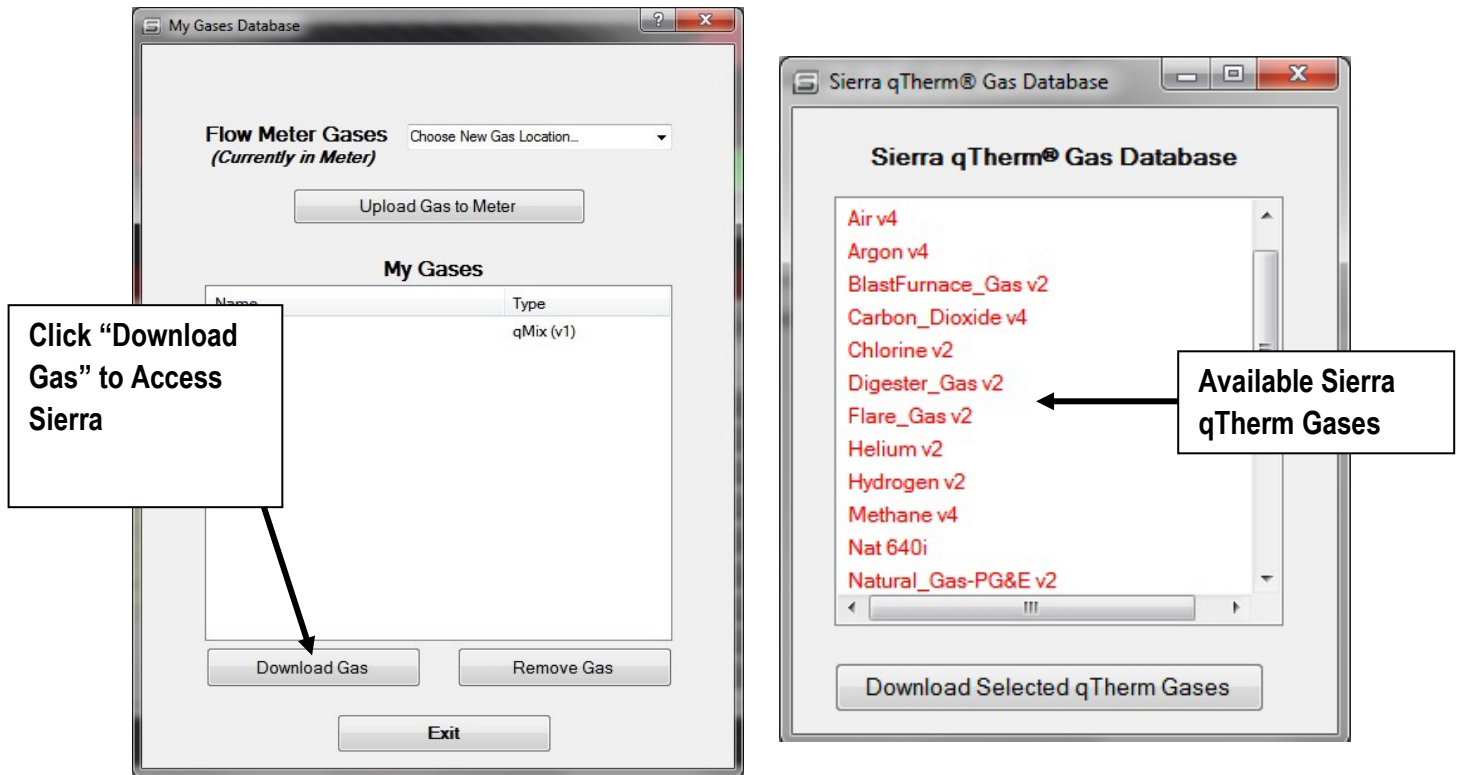 My Gases Database
Flow Meter Gases
Choose New Gas Location...
(Currently in Meter)
Upload Gas to Meter
My Gases
Type
qMix (v1)
Click “Download
Gas” to Access
Sierra
Download Gas
Remove Gas
Exit
Sierra qTherm® Gas Database
Sierra qTherm® Gas Database
Air v4
Argon v4
BlastFurnace_Gas v2
Carbon_Dioxide v4
Chlorine v2
Digester_Gas v2
Flare_Gas v2
Helium v2
Hydrogen v2
Methane v4
Nat 640i
Natural_Gas-PG&E v2
Available Sierra
qTherm Gases
Download Selected qTherm Gases